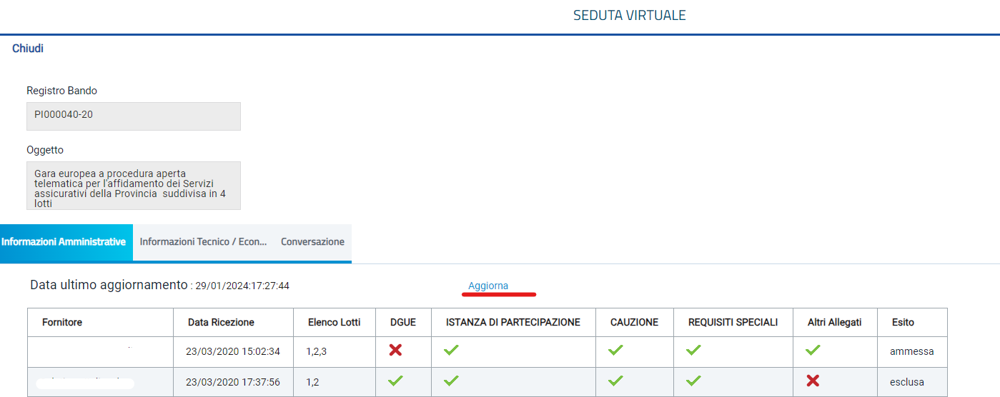 SEDUTA VIRTUALE
Chiudi
Registro Bando
PI000040-20
Oggetto
Gara europea a procedura aperta
telematica per l'affidamento dei Servizi
assicurativi della Provincia suddivisa in 4
lotti
Informazioni Amministrative Informazioni Tecnico / Econ... Conversazione
Data ultimo aggiornamento : 29/01/2024:17:27:44 Aggiorna
Fornitore Data Ricezione Elenco Lotti DGUE ISTANZA DI PARTECIPAZIONE CAUZIONE REQUISITI SPECIALI Altri Allegati Esito
23/03/2020 15:02:34 1,2,3 ammessa
23/03/2020 17:37:56 1,2 esclusa